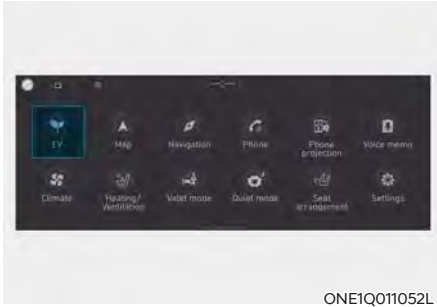 EV
Map
Navigation
Phone
Phone
projection
Voice memo
Climate
Heating/
Ventilation
Valet mode
Quiet mode
Seat
arrangement
Settings
ONE1Q011052L